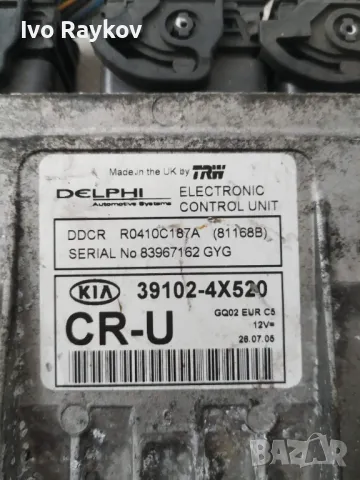 Ivo Raykov
Made in the UK by TRW
DELPHI
Automotive Systems
ELECTRONIC
CONTROL UNIT
DDCR R0410C187A (81168B)
SERIAL No 83967162 GYG
KIA 39102-4X520
CR-U
GQ02 EUR C5
12V=
26.07.05
BAZAR